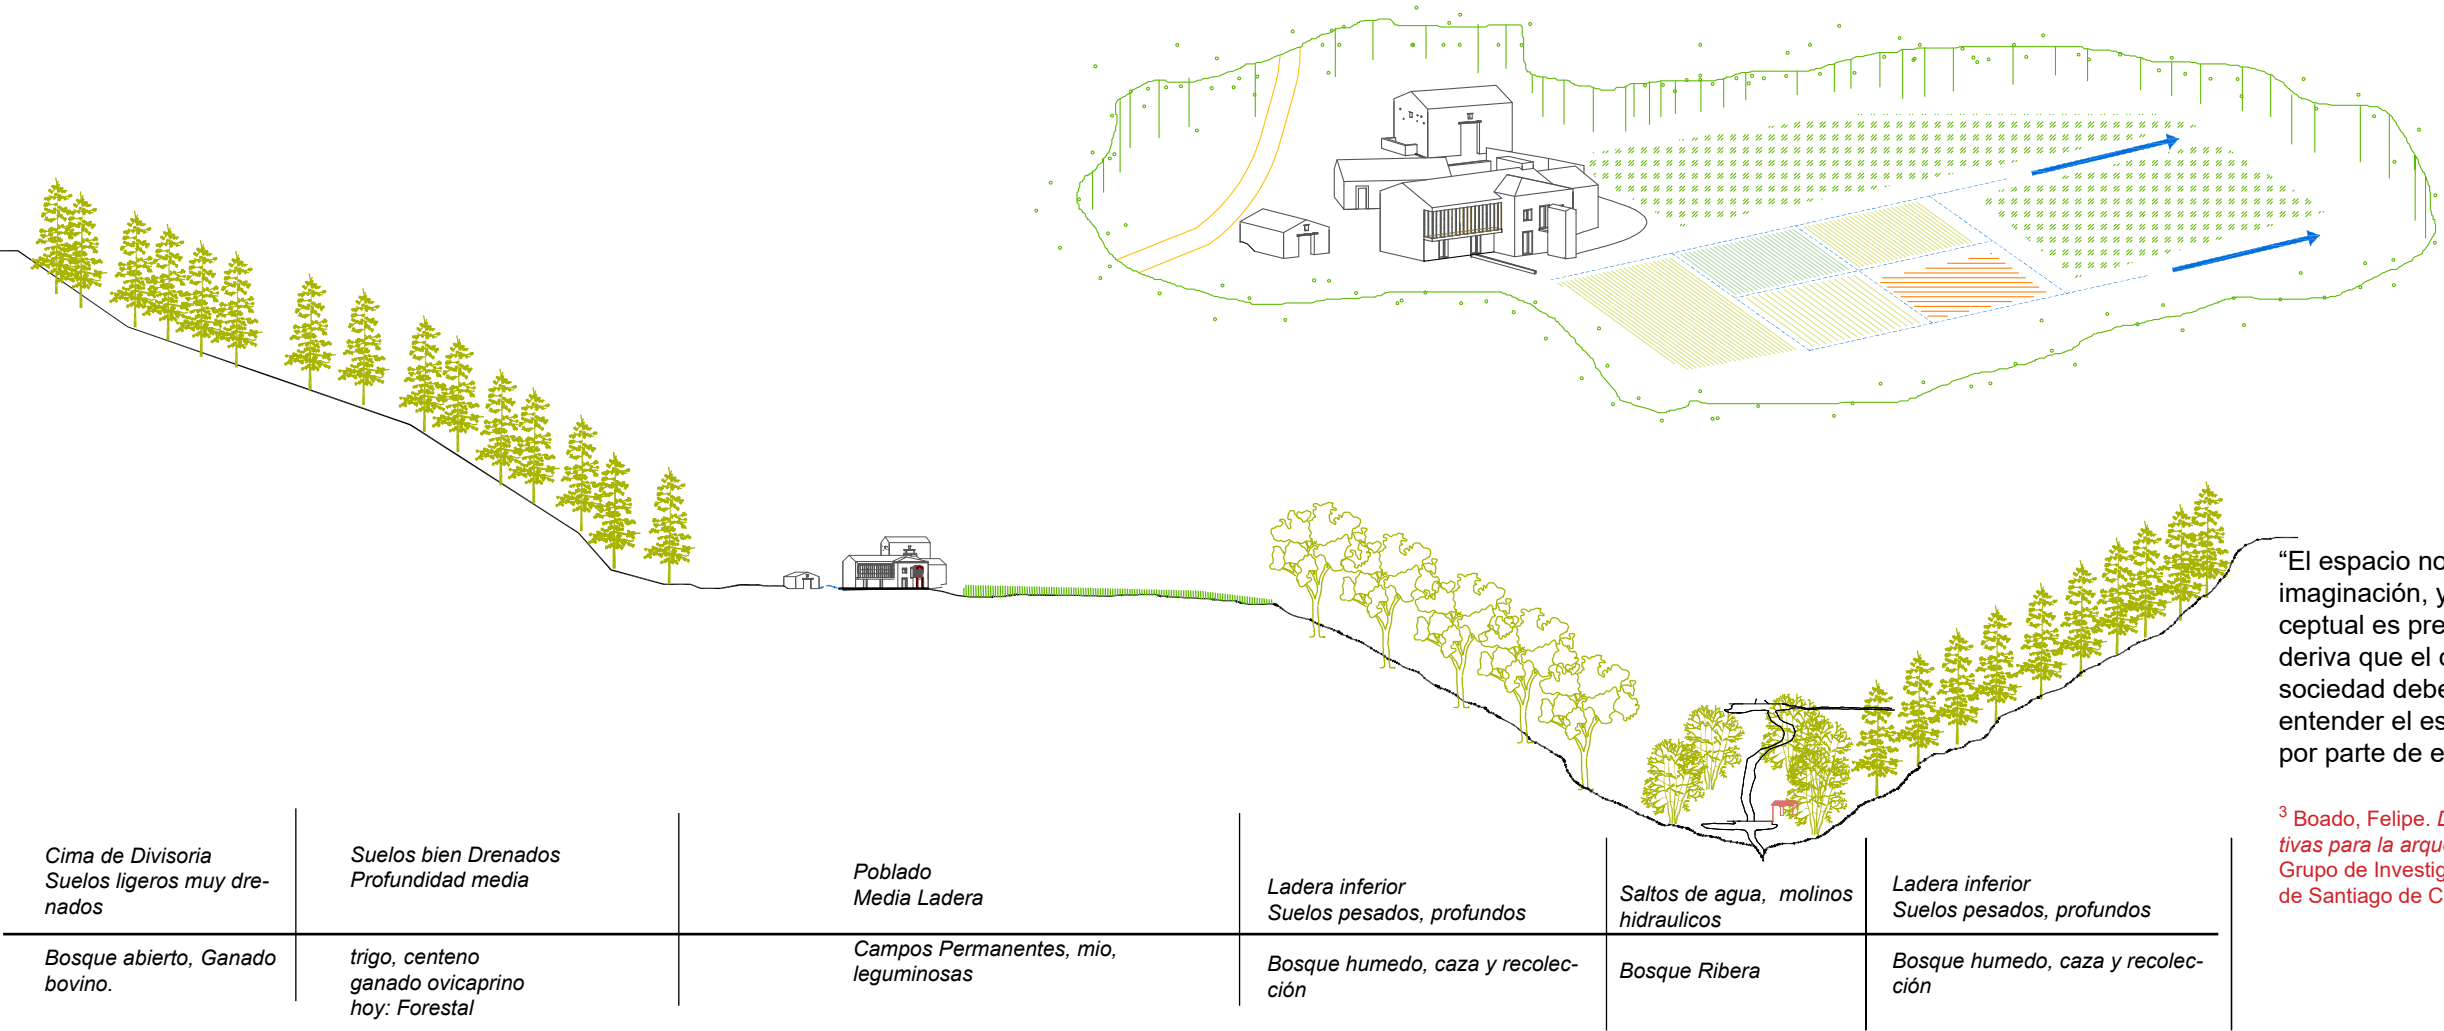 Cima de Divisoria
Suelos ligeros muy dre-
nados
Suelos bien Drenados
Profundidad media
Poblado
Media Ladera
Ladera inferior
Suelos pesados, profundos
Saltos de agua, molinos
hidraulicos
Ladera inferior
Suelos pesados, profundos
Bosque abierto, Ganado
bovino.
trigo, centeno
ganado ovicaprino
hoy: Forestal
Campos Permanentes, mio,
leguminosas
Bosque humedo, caza y recolec-
ción
Bosque Ribera
Bosque humedo, caza y recolec-
ción
“El espacio no
imaginación, y
ceptual es pre
deriva que el
sociedad debe
entender el es
por parte de e
3 Boado, Felipe.
tivas para la arqu
Grupo de Investig
de Santiago de C